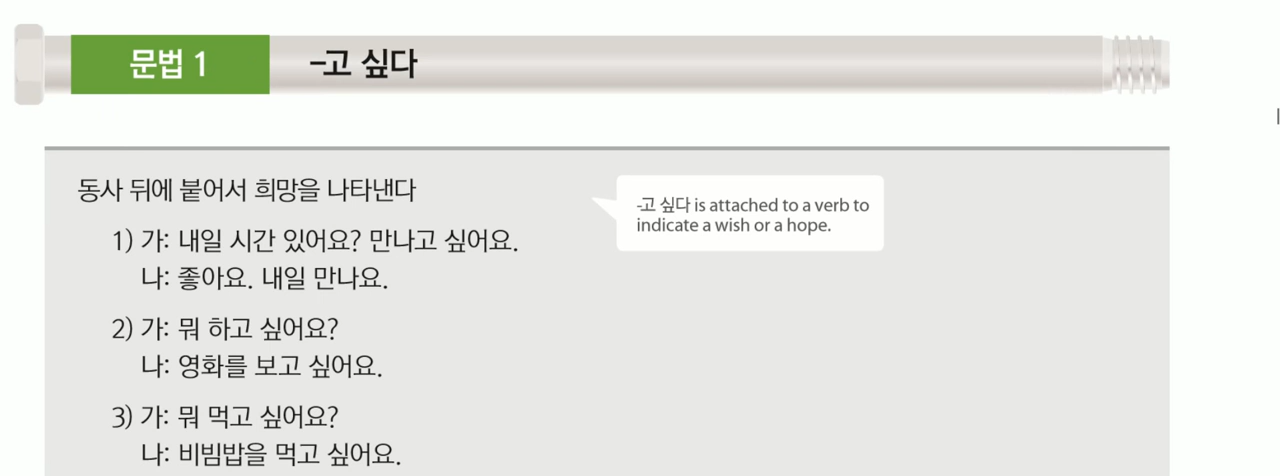 문법 1
-고 싶다
동사 뒤에 붙어서 희망을 나타낸다
-고 싶다 is attached to a verb to
indicate a wish or a hope.
1) 가: 내일 시간 있어요? 만나고 싶어요.
나: 좋아요. 내일 만나요.
2) 가: 뭐 하고 싶어요?
나: 영화를 보고 싶어요.
3) 가: 뭐 먹고 싶어요?
나: 비빔밥을 먹고 싶어요.